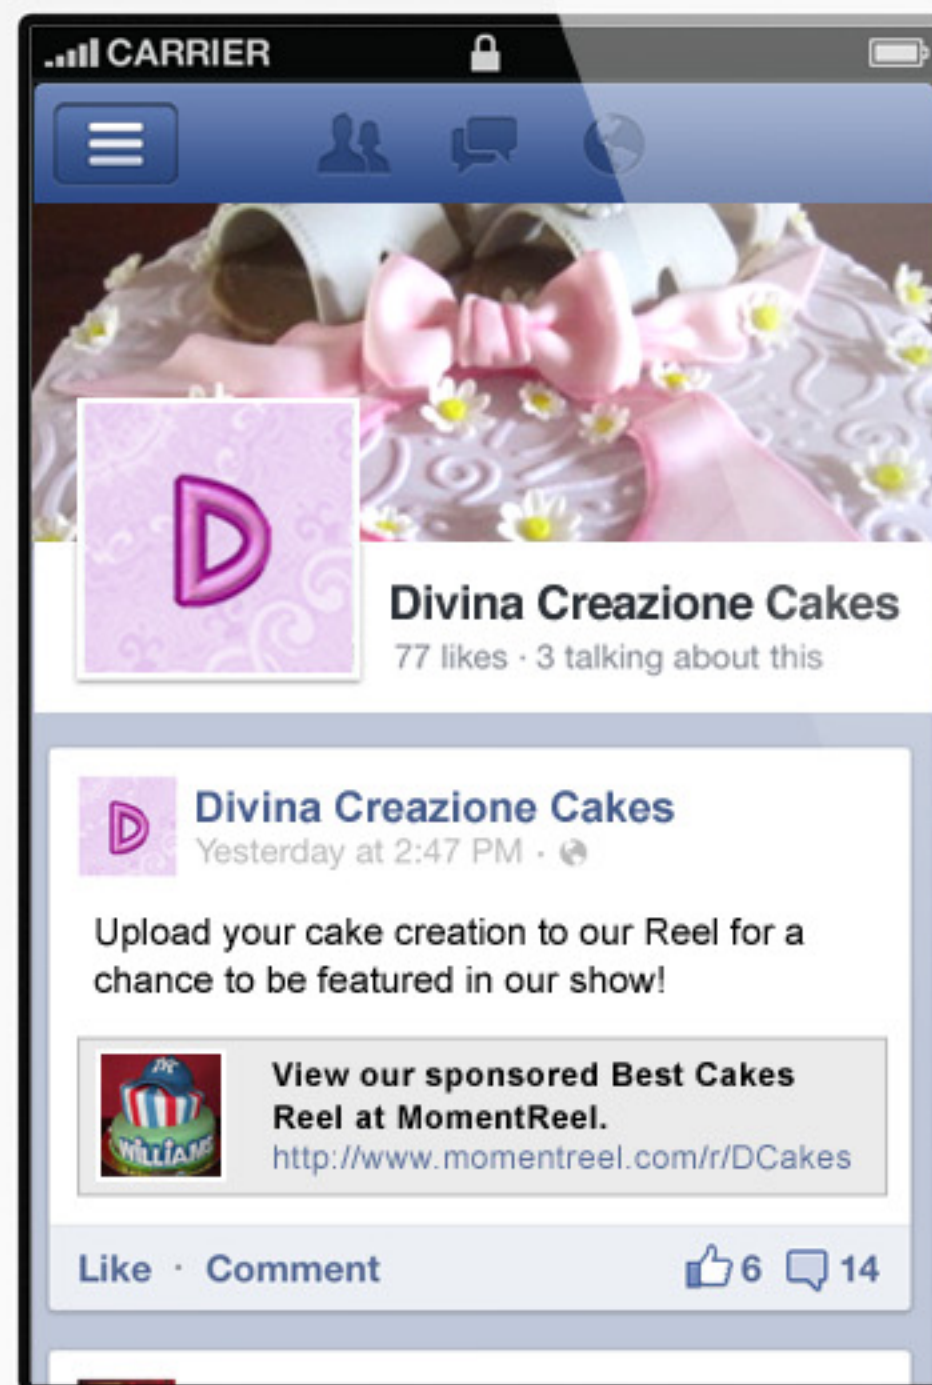 CARRIER
D
Divina Creazione Cakes
77 likes · 3 talking about this
D
Divina Creazione Cakes
Yesterday at 2:47 PM ·
Upload your cake creation to our Reel for a
chance to be featured in our show!
NY
WILLIAMS
View our sponsored Best Cakes
Reel at MomentReel.
http://www.momentreel.com/r/DCakes
Like · Comment
6 14